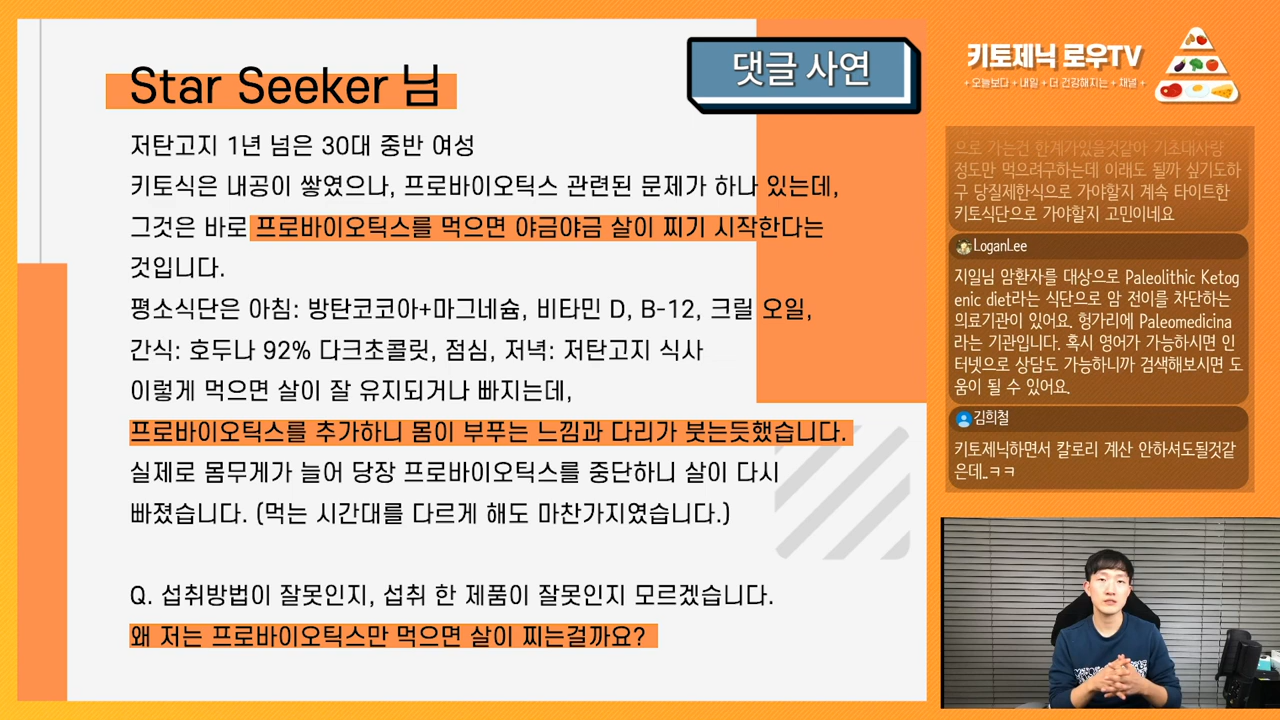 Star Seeker 님
댓글 사연
저탄고지 1년 넘은 30대 중반 여성
키토식은 내공이 쌓였으나, 프로바이오틱스 관련된 문제가 하나 있는데,
그것은 바로 프로바이오틱스를 먹으면 야금야금 살이 찌기 시작한다는
것입니다.
평소식단은 아침: 방탄코코아+마그네슘, 비타민 D, B-12, 크릴 오일,
간식: 호두나 92% 다크초콜릿, 점심, 저녁: 저탄고지 식사
이렇게 먹으면 살이 잘 유지되거나 빠지는데,
프로바이오틱스를 추가하니 몸이 부푸는 느낌과 다리가 붓는듯했습니다.
실제로 몸무게가 늘어 당장 프로바이오틱스를 중단하니 살이 다시
빠졌습니다. (먹는 시간대를 다르게 해도 마찬가지였습니다.)
Q. 섭취방법이 잘못인지, 섭취 한 제품이 잘못인지 모르겠습니다.
왜 저는 프로바이오틱스만 먹으면 살이 찌는걸까요?
키토제닉 로우TV
+ 오늘보다 + 내일 + 더 건강해지는 + 채널 +
으로 가는건 한계가있을것같아 기초대사량
정도만 먹으려구하는데 이래도 될까 싶기도하
구 당질제한식으로 가야할지 계속 타이트한
키토식단으로 가야할지 고민이네요
LoganLee
지일님 암환자를 대상으로 Paleolithic Ketog
enic diet라는 식단으로 암 전이를 차단하는
의료기관이 있어요. 헝가리에 Paleomedicina
라는 기관입니다. 혹시 영어가 가능하시면 인
터넷으로 상담도 가능하니까 검색해보시면 도
움이 될 수 있어요.
김희철
키토제닉하면서 칼로리 계산 안하셔도될것같
은데..ㅋㅋ